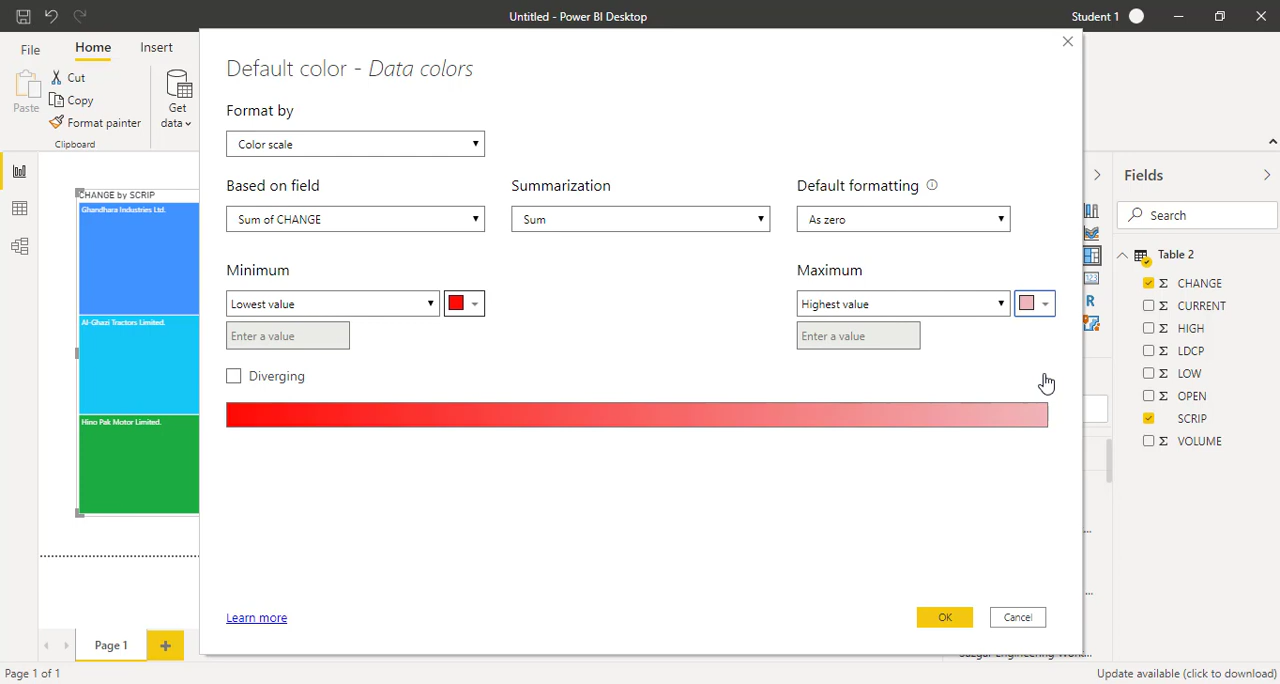 Untitled - Power BI Desktop
Student 1
File
Home
Insert
Paste
Cut
Copy
Format painter
Clipboard
Get
data
Default color - Data colors
Format by
Color scale
Based on field
Summarization
Default formatting
Sum of CHANGE
Sum
As zero
Minimum
Maximum
Lowest value
Highest value
Enter a value
Enter a value
Diverging
Learn more
OK
Cancel
CHANGE by SCRIP
Ghandhara Industries Ltd.
Al-Ghazi Tractors Limited.
Hino Pak Motor Limited.
Fields
Search
Table 2
CHANGE
CURRENT
HIGH
LDCP
LOW
OPEN
SCRIP
VOLUME
R
123
Page 1
Page 1 of 1
Update available (click to download)